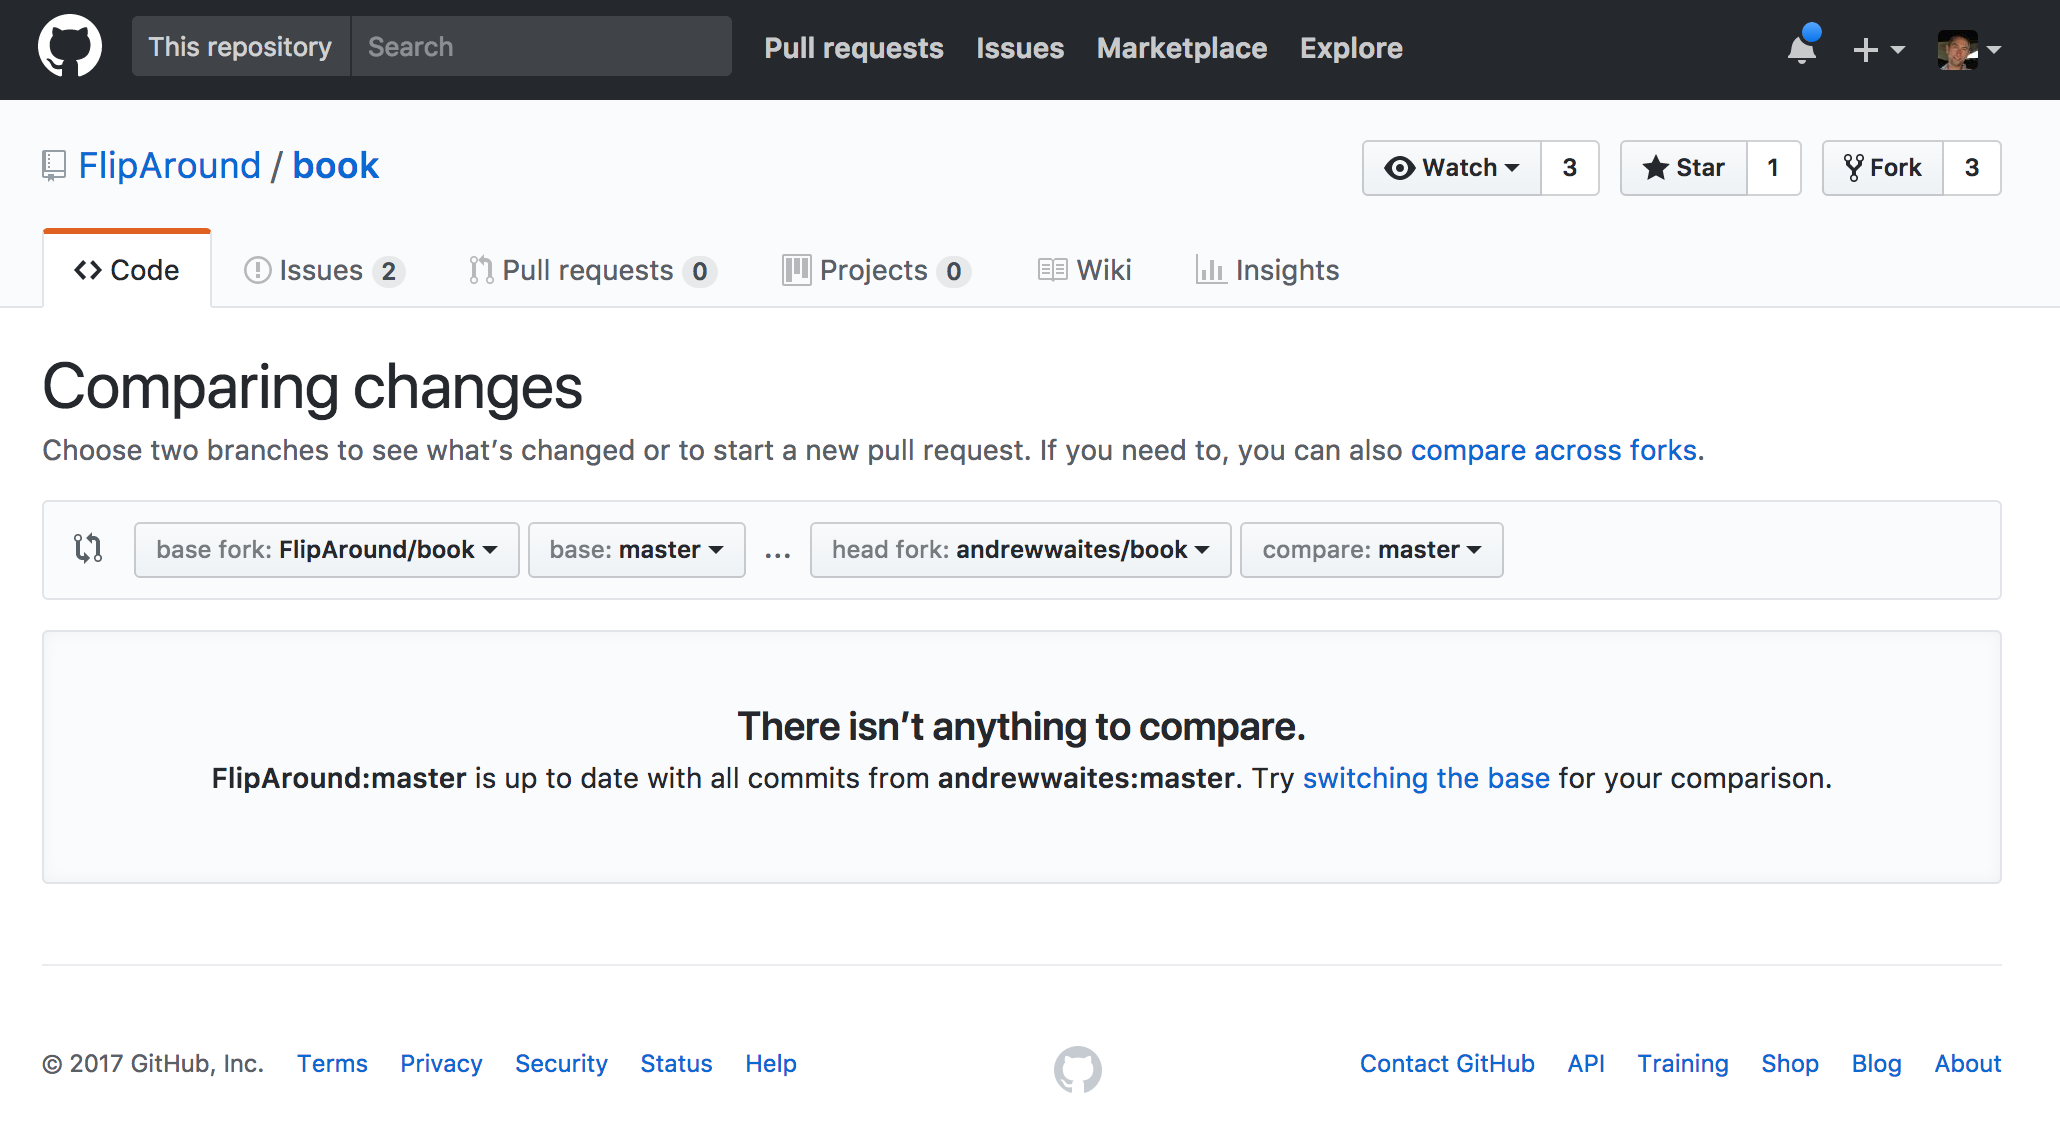 This repository Search Pull requests Issues Marketplace Explore
FlipAround / book Watch 3 Star 1 Fork 3
Code Issues 2 Pull requests 0 Projects 0 Wiki Insights
Comparing changes
Choose two branches to see what’s changed or to start a new pull request. If you need to, you can also compare across forks.
base fork: FlipAround/book base: master ... head fork: andrewwaites/book compare: master
There isn’t anything to compare.
FlipAround:master is up to date with all commits from andrewwaites:master. Try switching the base for your comparison.
© 2017 GitHub, Inc. Terms Privacy Security Status Help Contact GitHub API Training Shop Blog About